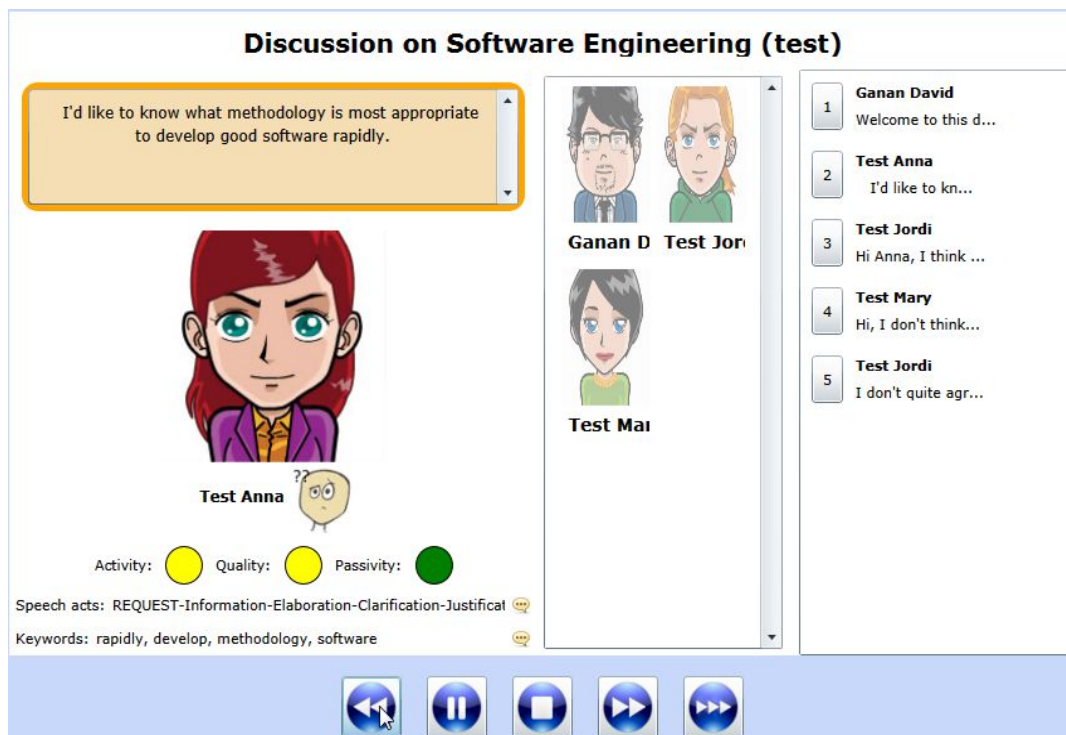 Discussion on Software Engineering (test)
I'd like to know what methodology is most appropriate
to develop good software rapidly.
??
Test Anna
Activity: Quality: Passivity:
Speech acts: REQUEST-Information-Elaboration-Clarification-Justificat
Keywords: rapidly, develop, methodology, software
Ganan D Test Jor
Test Mar
1 Ganan David
Welcome to this d...
2 Test Anna
I'd like to kn...
3 Test Jordi
Hi Anna, I think ...
4 Test Mary
Hi, I don't think...
5 Test Jordi
I don't quite agr...